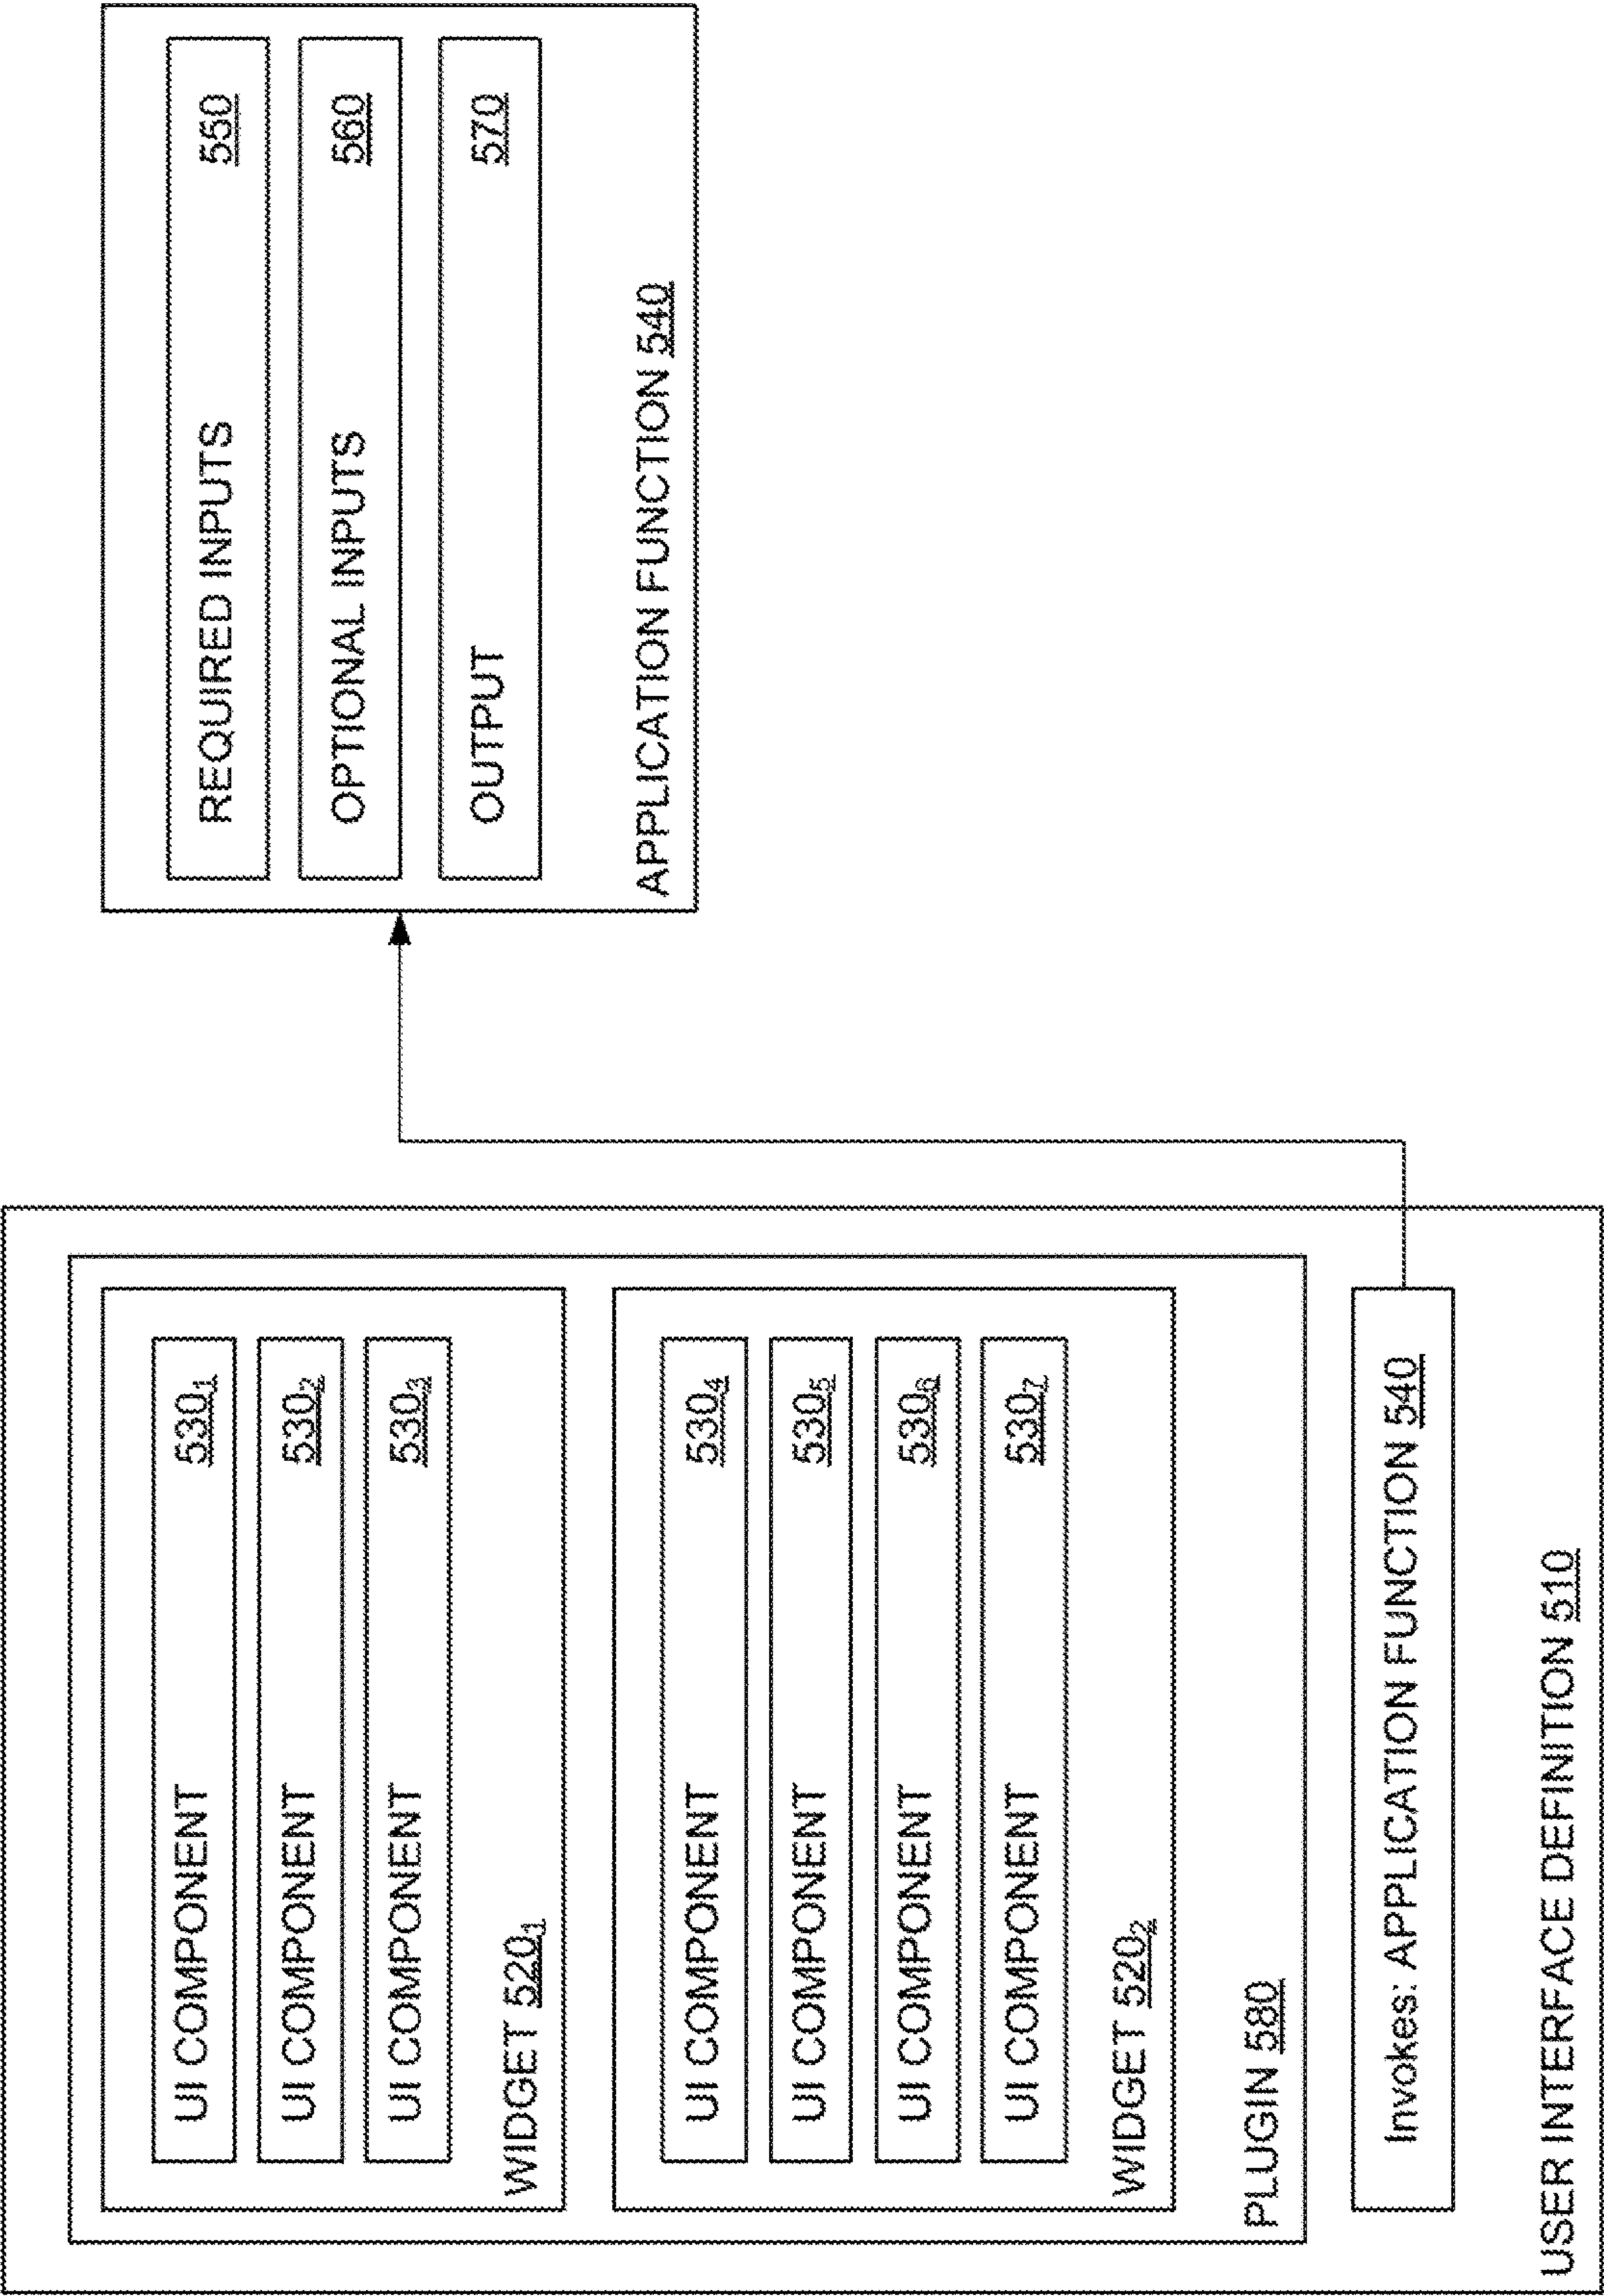 UI COMPONENT 530₁
UI COMPONENT 530₂
UI COMPONENT 530₃
WIDGET 520₁
UI COMPONENT 530₄
UI COMPONENT 530₅
UI COMPONENT 530₆
UI COMPONENT 530₇
WIDGET 520₂
PLUGIN 580
Invokes: APPLICATION FUNCTION 540
USER INTERFACE DEFINITION 510
REQUIRED INPUTS 550
OPTIONAL INPUTS 560
OUTPUT 570
APPLICATION FUNCTION 540